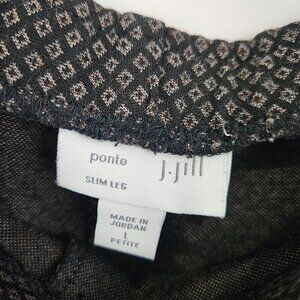 ponte
j.jill
SLIM LEG
MADE IN
JORDAN
L
PETITE